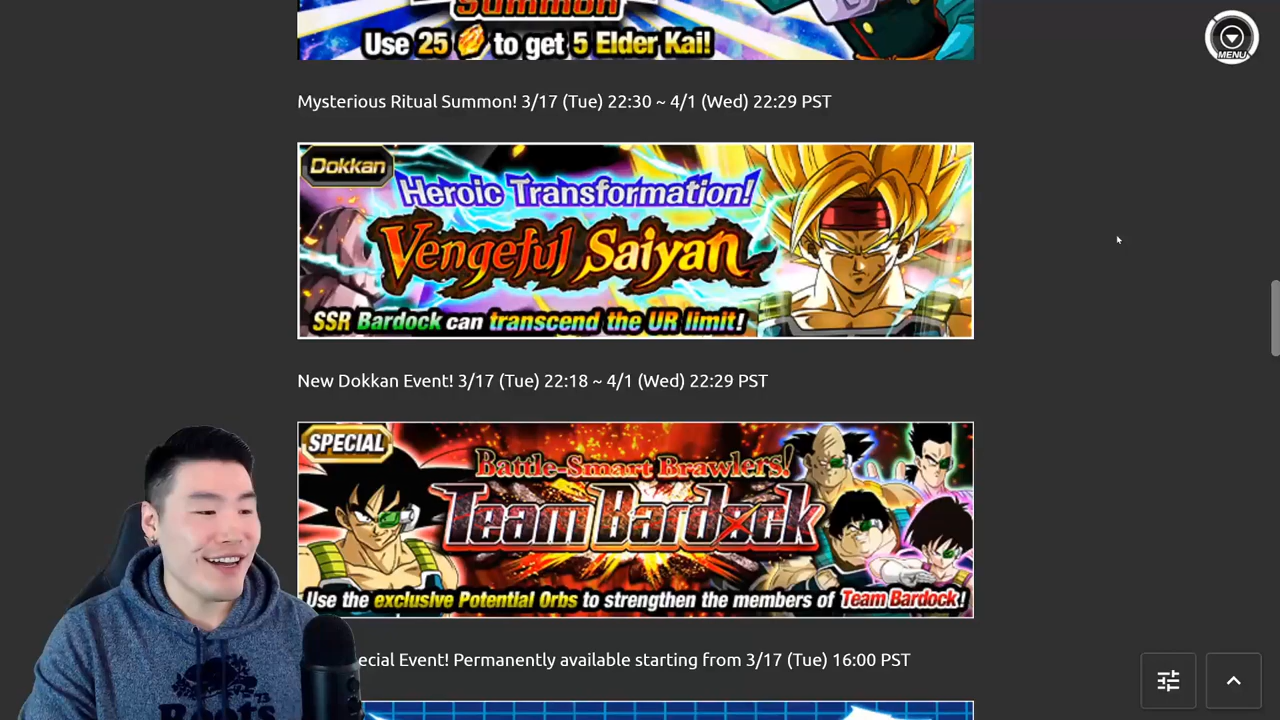 Summon!
Use 25 to get 5 Elder Kai!
MENU
Mysterious Ritual Summon! 3/17 (Tue) 22:30 ~ 4/1 (Wed) 22:29 PST
Dokkan
Heroic Transformation!
Vengeful Saiyan
SSR Bardock can transcend the UR limit!
New Dokkan Event! 3/17 (Tue) 22:18 ~ 4/1 (Wed) 22:29 PST
SPECIAL
Battle-Smart Brawlers!
Team Bardock
Use the exclusive Potential Orbs to strengthen the members of Team Bardock!
ecial Event! Permanently available starting from 3/17 (Tue) 16:00 PST
73
Roots